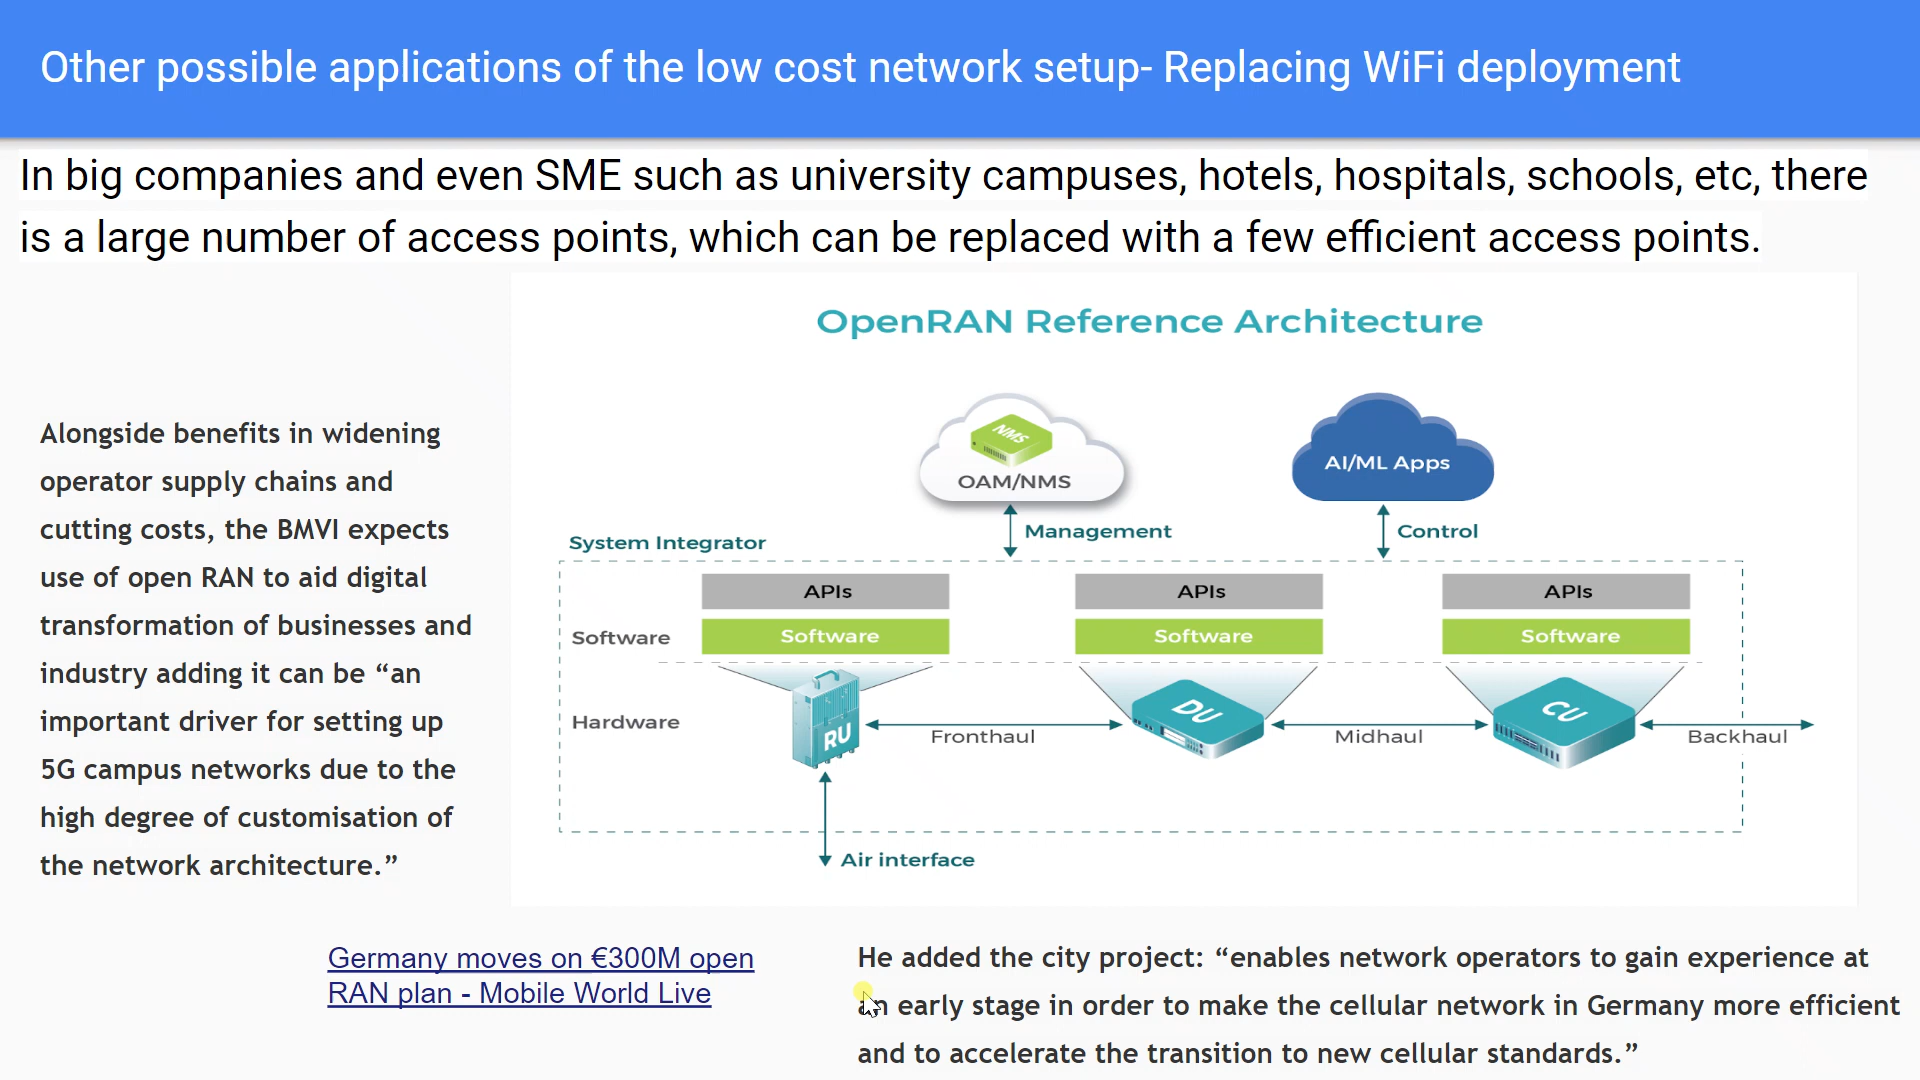 Other possible applications of the low cost network setup- Replacing WiFi deployment
In big companies and even SME such as university campuses, hotels, hospitals, schools, etc, there
is a large number of access points, which can be replaced with a few efficient access points.
Alongside benefits in widening
operator supply chains and
cutting costs, the BMVI expects
use of open RAN to aid digital
transformation of businesses and
industry adding it can be “an
important driver for setting up
5G campus networks due to the
high degree of customisation of
the network architecture.”
OpenRAN Reference Architecture
NMS
OAM/NMS
AI/ML Apps
Management
Control
System Integrator
APIs
APIs
APIs
Software
Software
Software
Software
Hardware
RU
DU
CU
Fronthaul
Midhaul
Backhaul
Air interface
Germany moves on €300M open
RAN plan - Mobile World Live
He added the city project: “enables network operators to gain experience at
an early stage in order to make the cellular network in Germany more efficient
and to accelerate the transition to new cellular standards.”